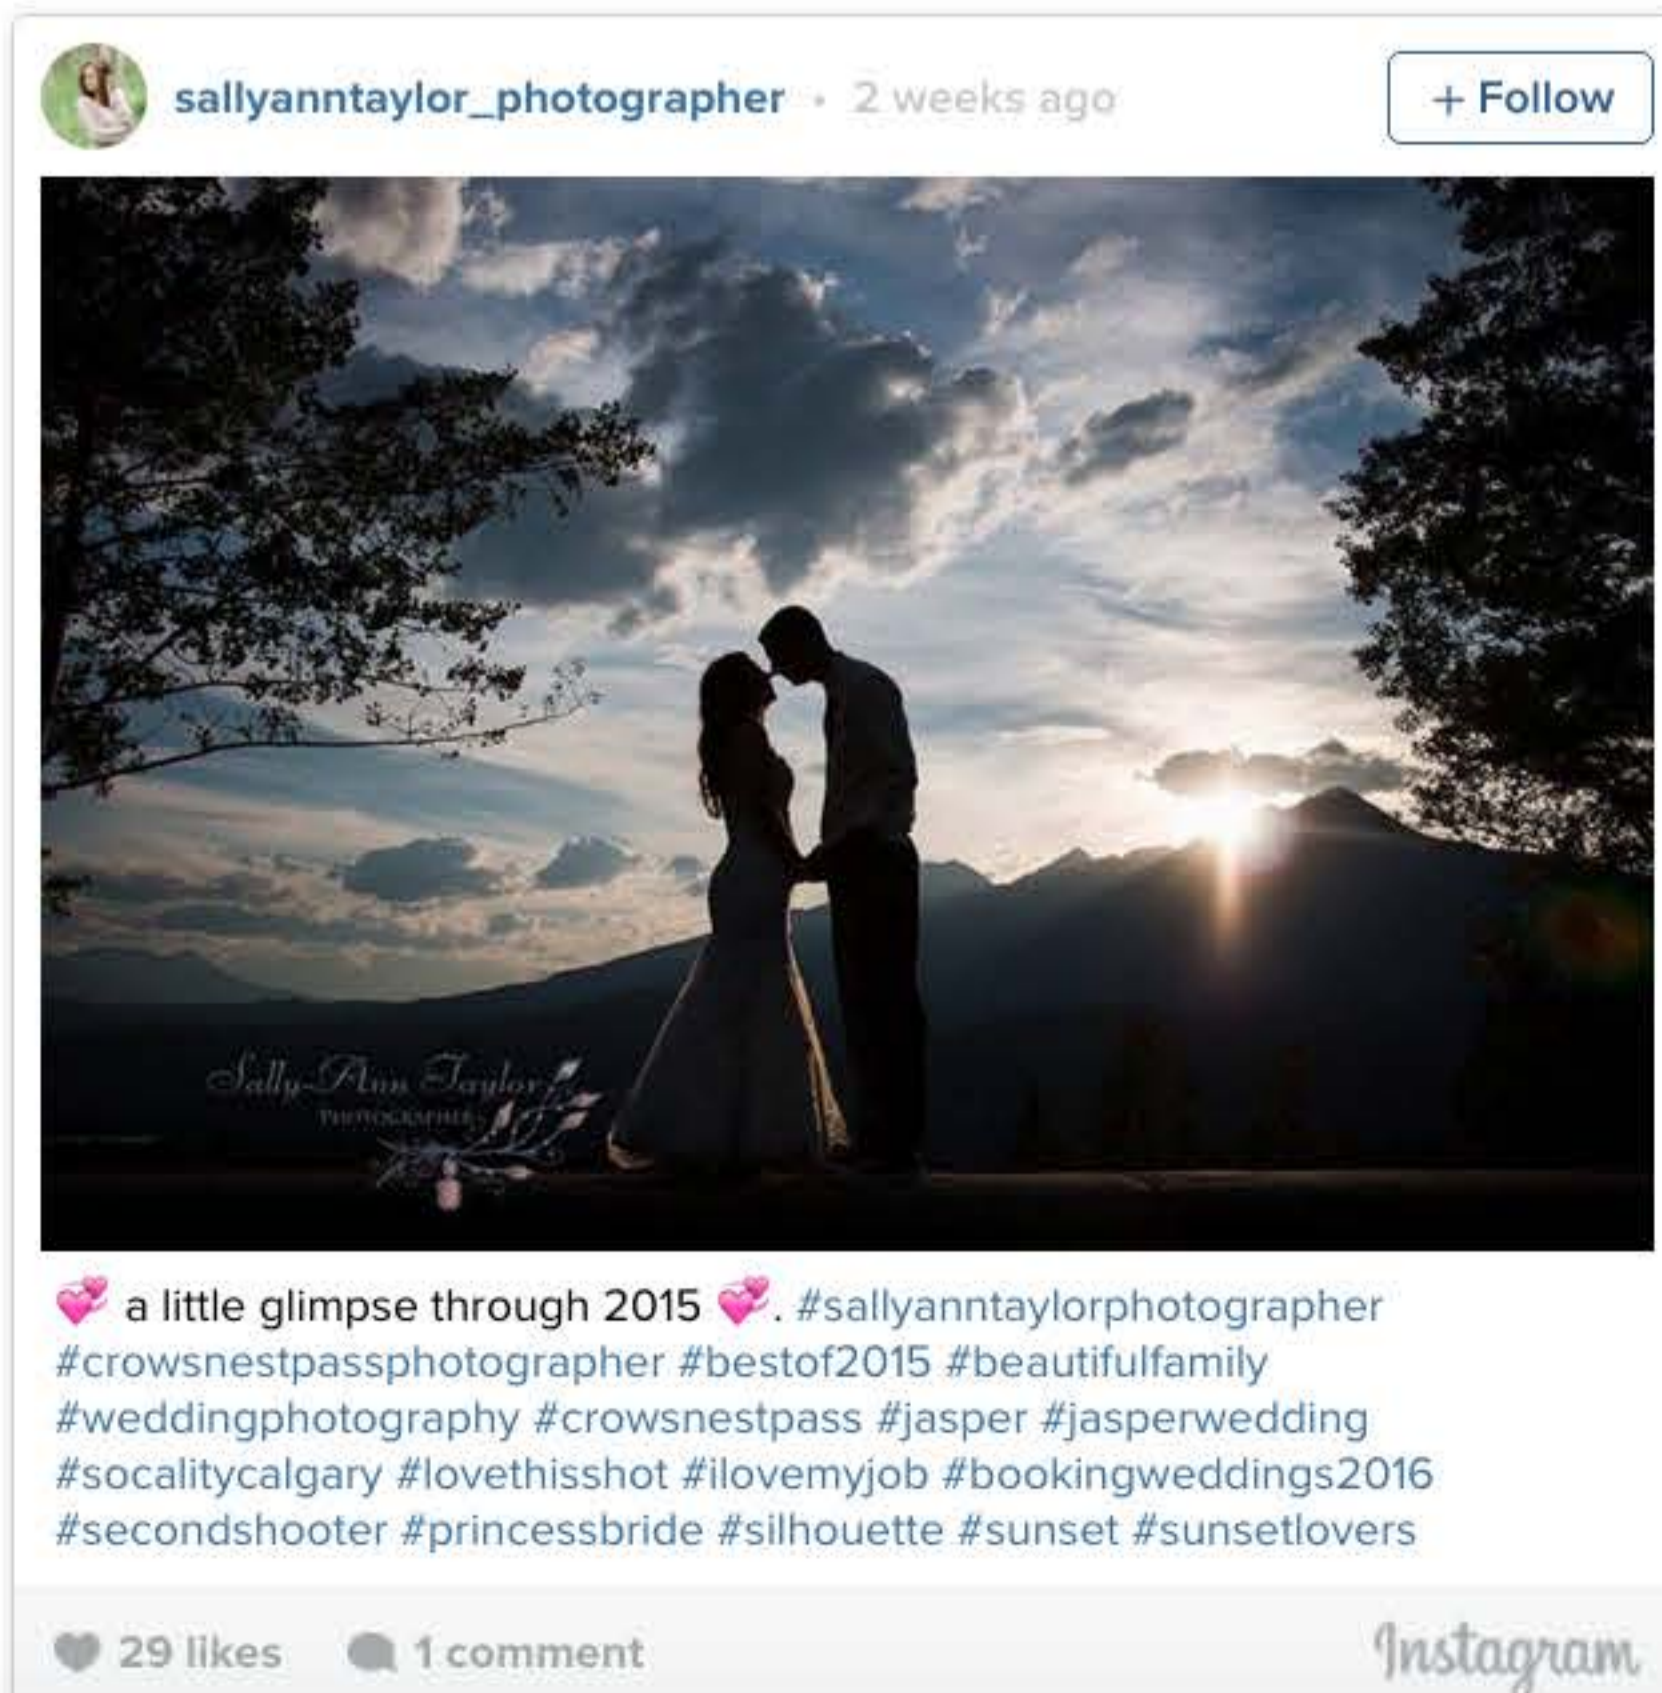 sallyanntaylor_photographer • 2 weeks ago
+ Follow
Sally-Ann Taylor
PHOTOGRAPHER
💞 a little glimpse through 2015 💞. #sallyanntaylorphotographer
#crowsnestpassphotographer #bestof2015 #beautifulfamily
#weddingphotography #crowsnestpass #jasper #jasperwedding
#socalitycalgary #lovethisshot #ilovemyjob #bookingweddings2016
#secondshooter #princessbride #silhouette #sunset #sunsetlovers
29 likes 1 comment
Instagram